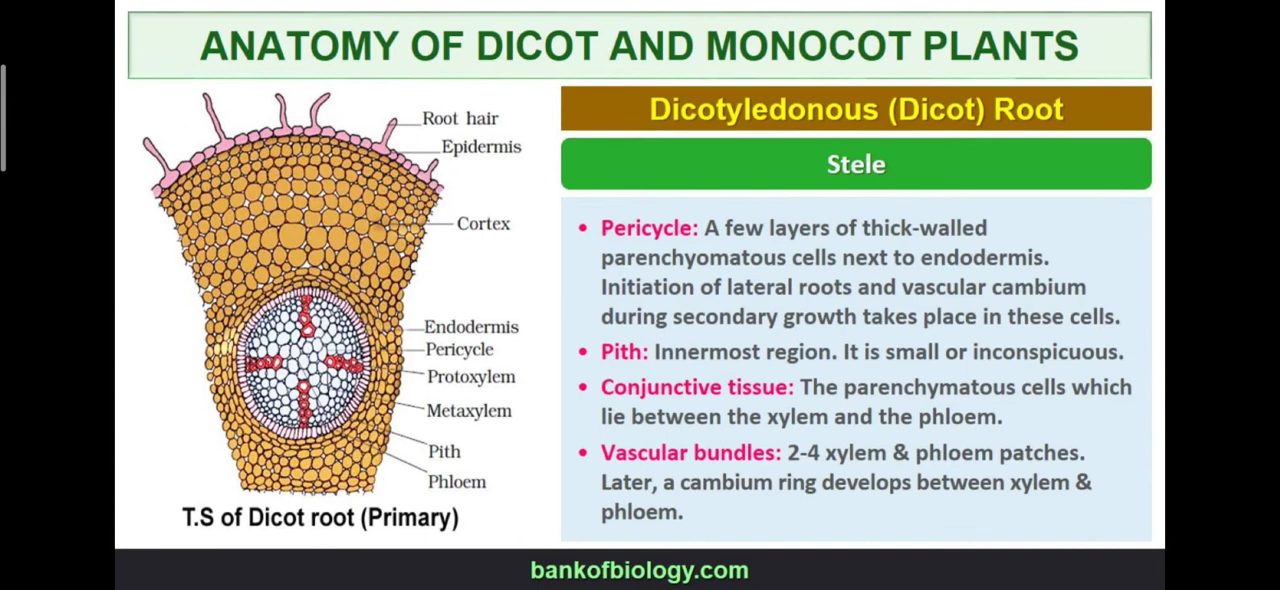 ANATOMY OF DICOT AND MONOCOT PLANTS
Root hair
Epidermis
Cortex
Endodermis
Pericycle
Protoxylem
Metaxylem
Pith
Phloem
T.S of Dicot root (Primary)
Dicotyledonous (Dicot) Root
Stele
• Pericycle: A few layers of thick-walled
parenchyomatous cells next to endodermis.
Initiation of lateral roots and vascular cambium
during secondary growth takes place in these cells.
• Pith: Innermost region. It is small or inconspicuous.
• Conjunctive tissue: The parenchymatous cells which
lie between the xylem and the phloem.
• Vascular bundles: 2-4 xylem & phloem patches.
Later, a cambium ring develops between xylem &
phloem.
bankofbiology.com